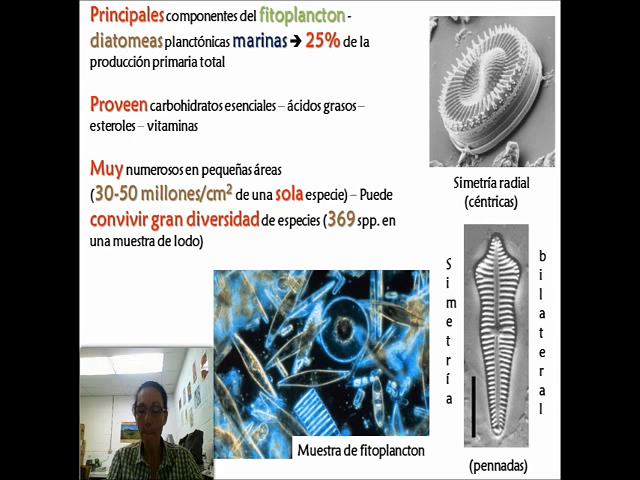 Principales componentes del fitoplancton -
diatomeas planctónicas marinas → 25% de la
producción primaria total
Proveen carbohidratos esenciales – ácidos grasos –
esteroles – vitaminas
Muy numerosos en pequeñas áreas
(30-50 millones/cm² de una sola especie) – Puede
convivir gran diversidad de especies (369 spp. en
una muestra de lodo)
Simetría radial
(céntricas)
Simetría
bilateral
(pennadas)
Muestra de fitoplancton